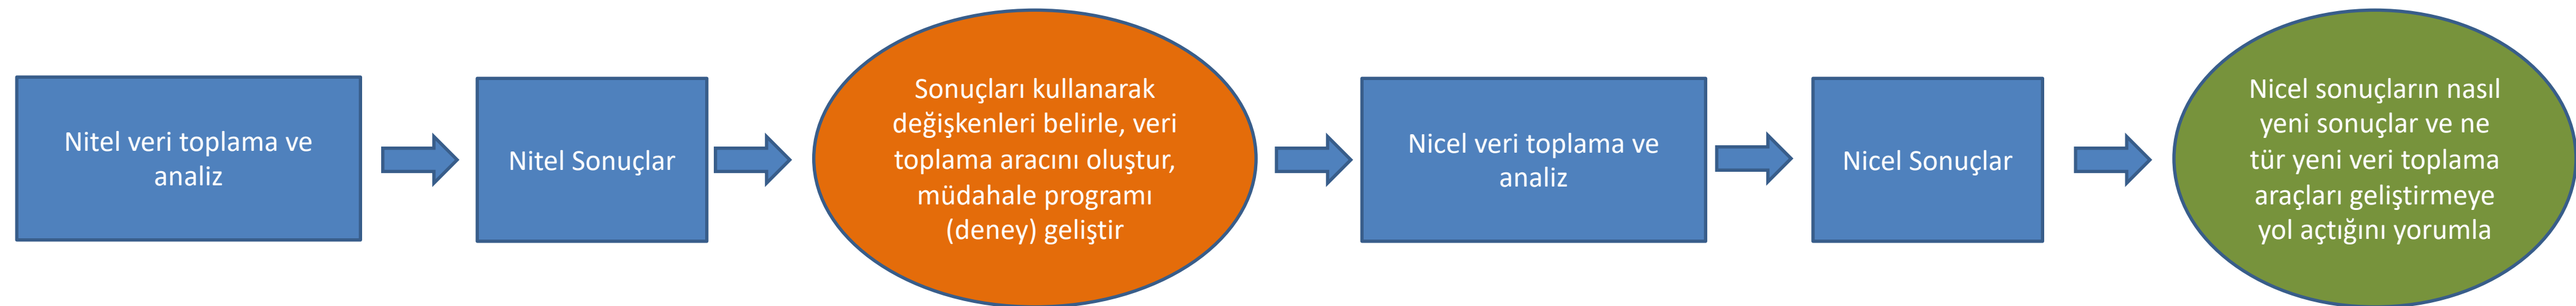 Nitel veri toplama ve
analiz
Nitel Sonuçlar
Sonuçları kullanarak
değişkenleri belirle, veri
toplama aracını oluştur,
müdahale programı
(deney) geliştir
Nicel veri toplama ve
analiz
Nicel Sonuçlar
Nicel sonuçların nasıl
yeni sonuçlar ve ne
tür yeni veri toplama
araçları geliştirmeye
yol açtığını yorumla